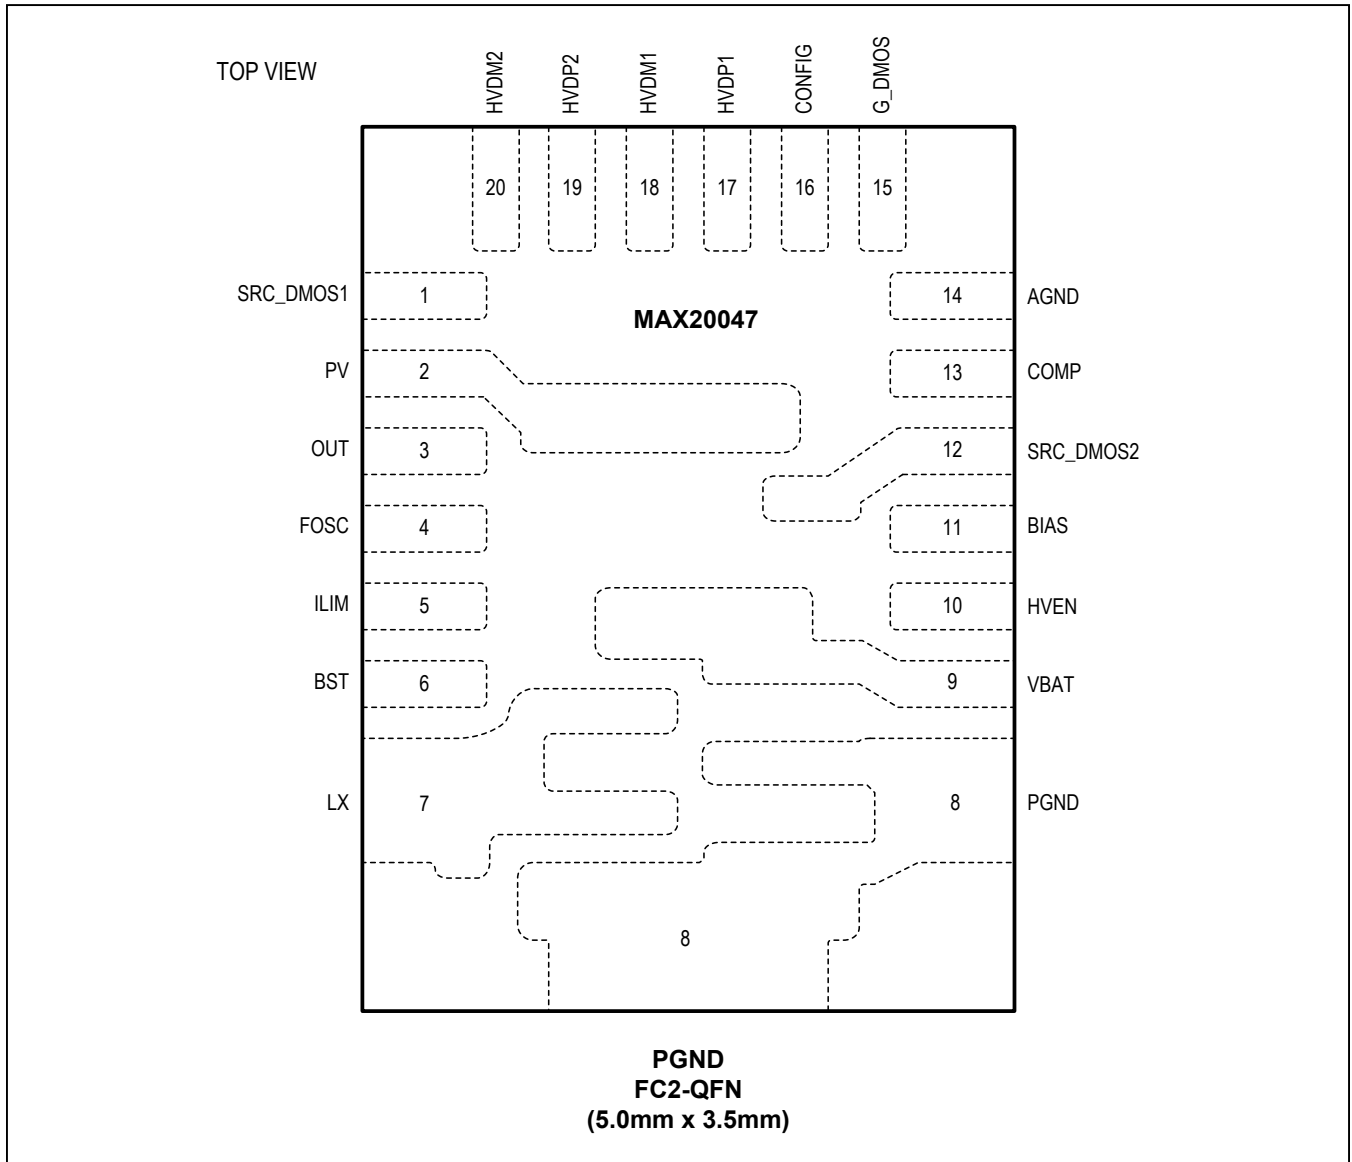 TOP VIEW
HVDM2
HVDP2
HVDM1
HVDP1
CONFIG
G_DMOS
20 19 18 17 16 15
SRC_DMOS1 1 14 AGND
MAX20047
PV 2 13 COMP
OUT 3 12 SRC_DMOS2
FOSC 4 11 BIAS
ILIM 5 10 HVEN
BST 6 9 VBAT
LX 7 8 PGND
8
PGND
FC2-QFN
(5.0mm x 3.5mm)